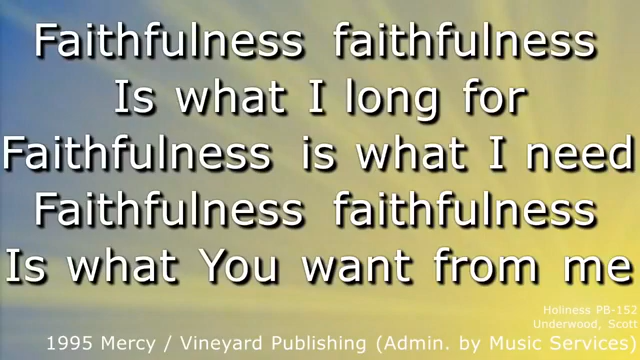 Faithfulness faithfulness
Is what I long for
Faithfulness is what I need
Faithfulness faithfulness
Is what You want from me
Holiness PB-152
Underwood, Scott
1995 Mercy / Vineyard Publishing (Admin. by Music Services)